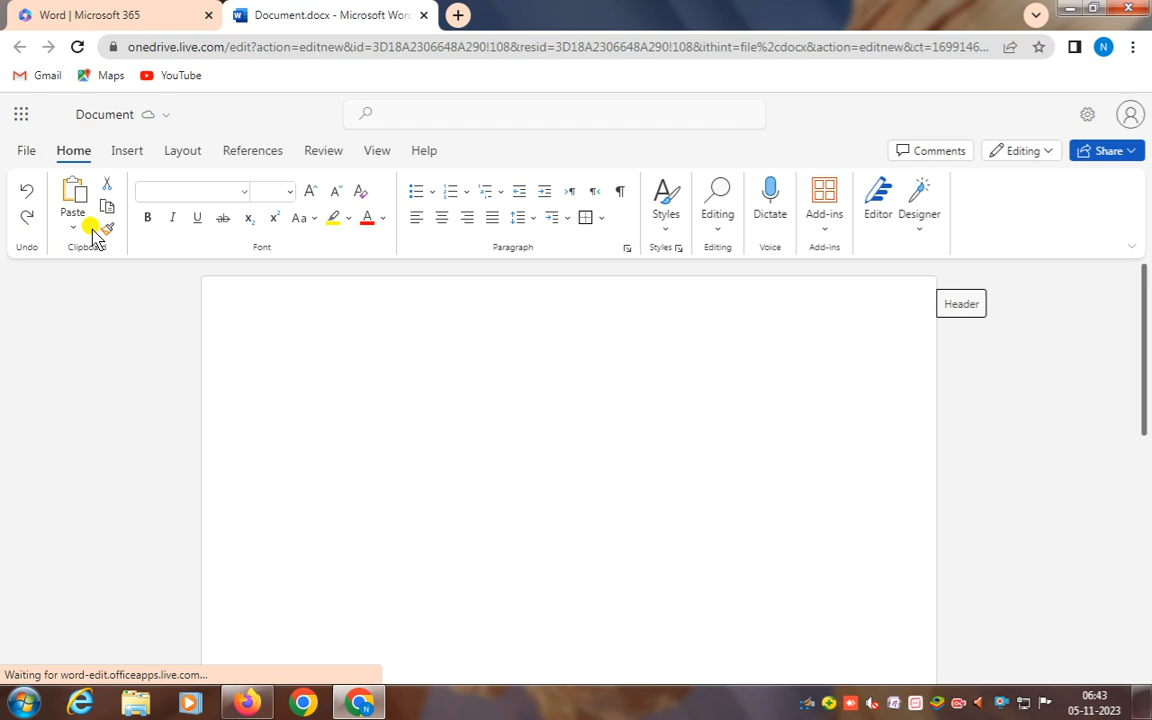 Word | Microsoft 365
Document.docx - Microsoft Wor
onedrive.live.com/edit?action=editnew&id=3D18A2306648A290!108&resid=3D18A2306648A290!108&ithint=file%2cdocx&action=editnew&ct=1699146...
N
Gmail Maps YouTube
Document
File Home Insert Layout References Review View Help
Comments Editing Share
Paste
Aa
Styles Editing Dictate Add-ins Editor Designer
Undo Clipboard Font Paragraph Styles Editing Voice Add-ins
Header
Waiting for word-edit.officeapps.live.com...
06:43
05-11-2023